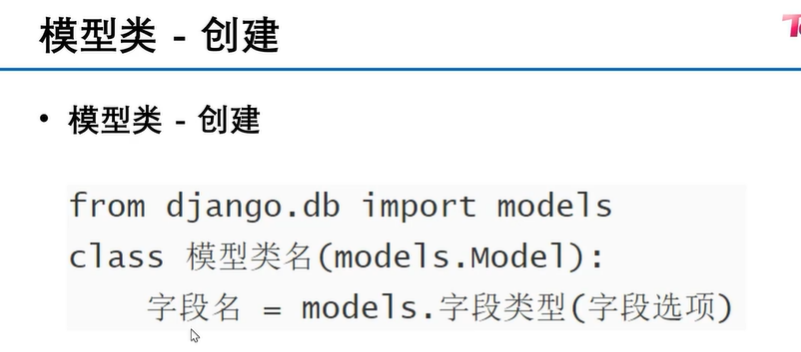 模型类 - 创建
• 模型类 - 创建
from django.db import models
class 模型类名(models.Model):
    字段名 = models.字段类型(字段选项)